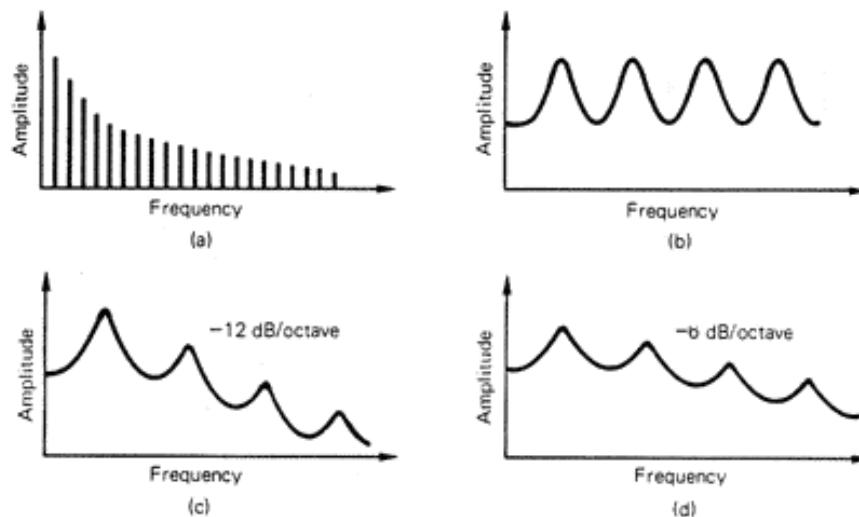 Amplitude
Frequency
(a)
Amplitude
Frequency
(b)
Amplitude
−12 dB/octave
Frequency
(c)
Amplitude
−6 dB/octave
Frequency
(d)